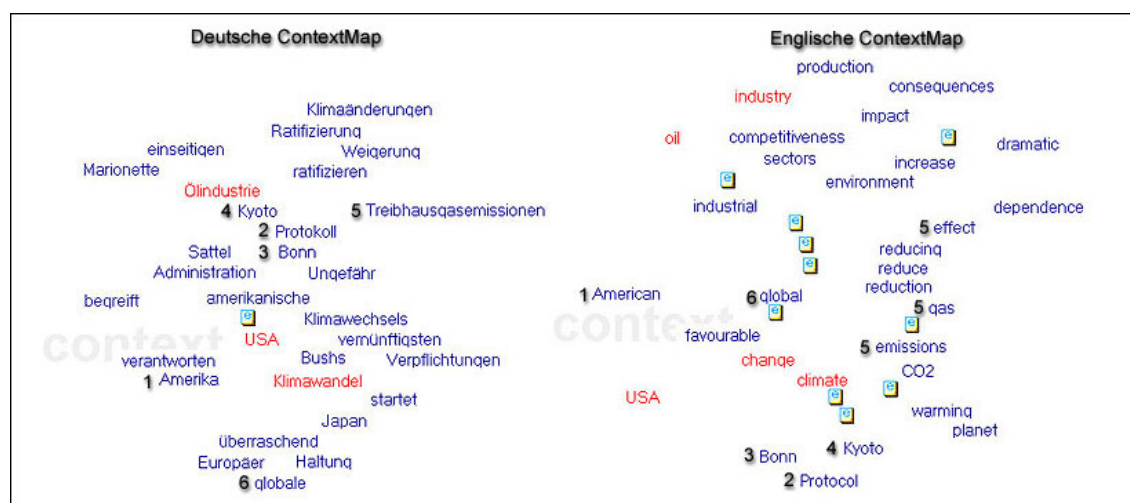 Deutsche ContextMap
Klimaänderungen
Ratifizierung
einseitigen
Weigerung
Marionette
ratifizieren
Ölindustrie
4 Kyoto
5 Treibhausgasemissionen
2 Protokoll
Sattel
3 Bonn
Administration
Ungefähr
begreift
amerikanische
context
USA
Klimawechsels
vernünftigsten
verantworten
Bushs
Verpflichtungen
1 Amerika
Klimawandel
startet
Japan
überraschend
Europäer
Haltung
6 globale
Englische ContextMap
production
consequences
industry
impact
oil
competitiveness
dramatic
sectors
increase
environment
industrial
dependence
5 effect
reducing
reduce
reduction
1 American
6 global
5 gas
context
favourable
5 emissions
change
CO2
climate
USA
warming
planet
4 Kyoto
3 Bonn
2 Protocol